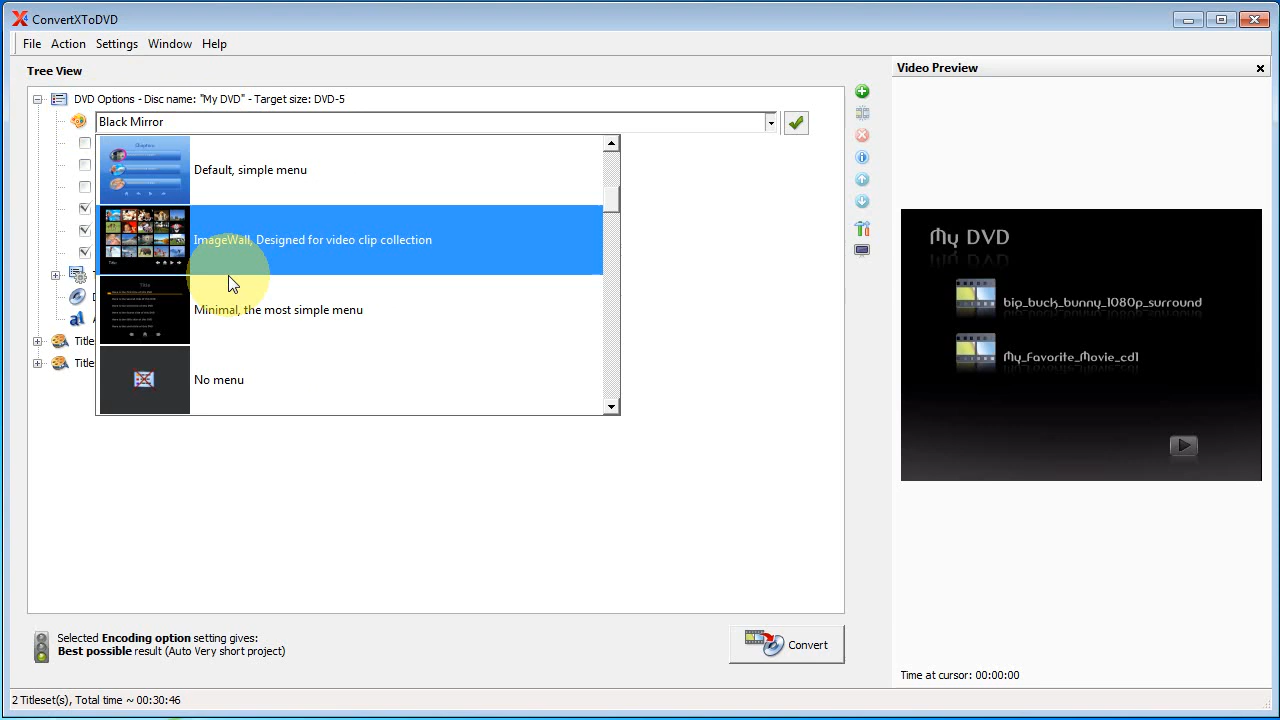 ConvertXToDVD
File Action Settings Window Help
Tree View
DVD Options - Disc name: "My DVD" - Target size: DVD-5
Black Mirror
Chapters
Default, simple menu
ImageWall, Designed for video clip collection
Title
Title
Minimal, the most simple menu
No menu
Title
Title
Selected Encoding option setting gives:
Best possible result (Auto Very short project)
Convert
2 Titleset(s), Total time ~ 00:30:46
Video Preview
My DVD
big_buck_bunny_1080p_surround
My_Favorite_Movie_cd1
Time at cursor: 00:00:00